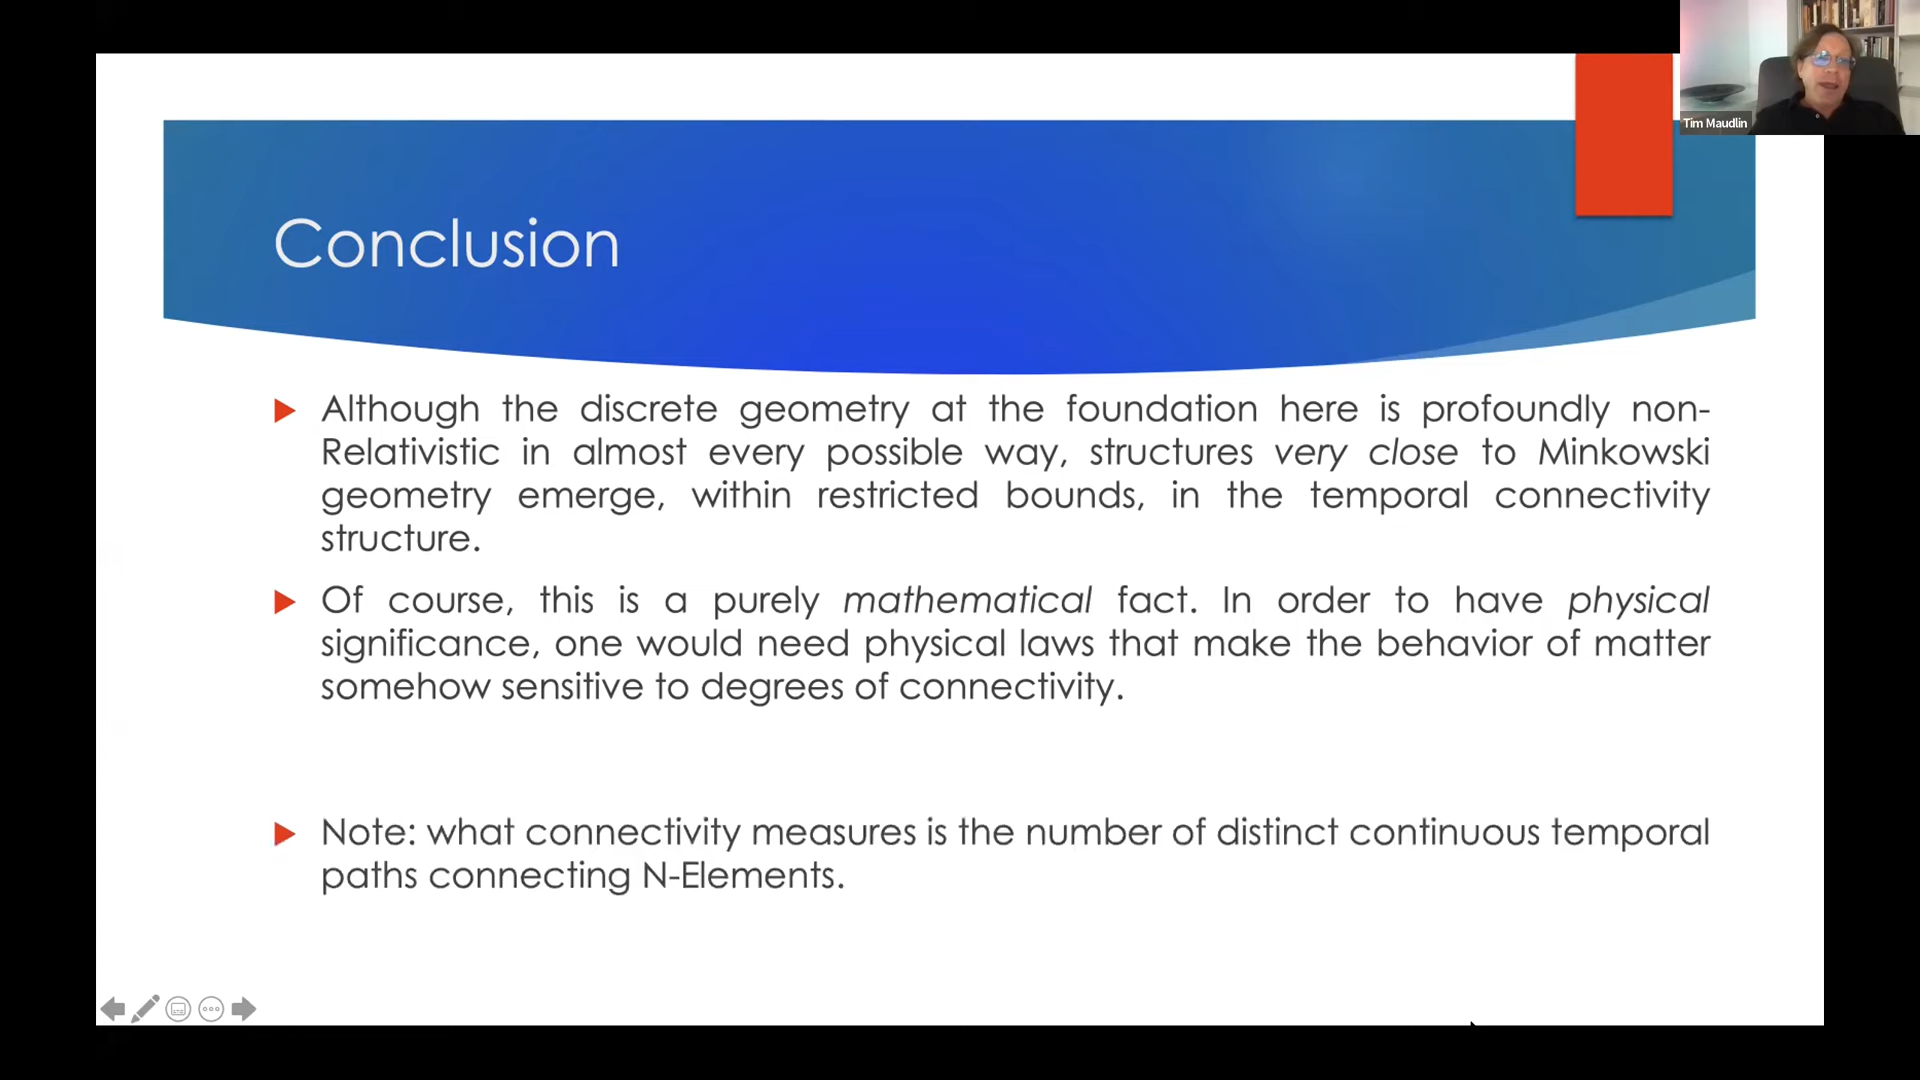 Tim Maudlin
Conclusion
Although the discrete geometry at the foundation here is profoundly non-
Relativistic in almost every possible way, structures very close to Minkowski
geometry emerge, within restricted bounds, in the temporal connectivity
structure.
Of course, this is a purely mathematical fact. In order to have physical
significance, one would need physical laws that make the behavior of matter
somehow sensitive to degrees of connectivity.
Note: what connectivity measures is the number of distinct continuous temporal
paths connecting N-Elements.